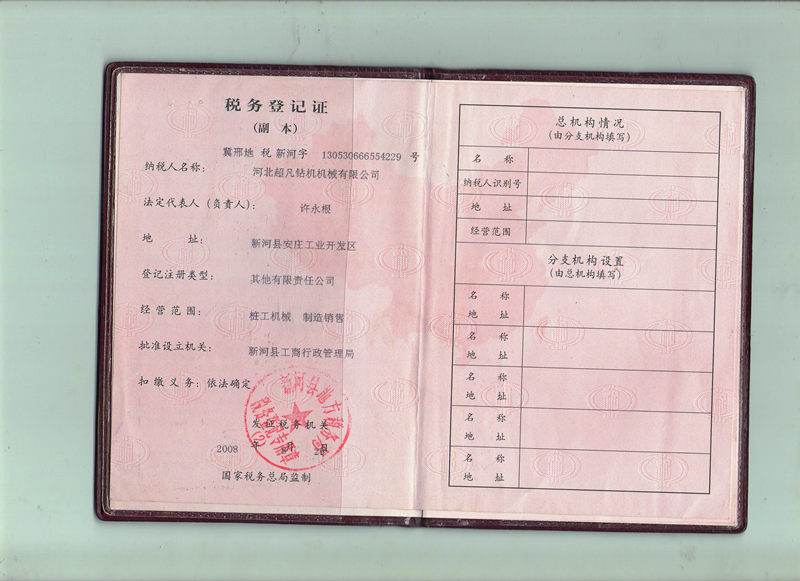 税务登记证
（副 本）
冀邢地 税 新河字 130530666554229 号
纳税人名称： 河北超凡钻机机械有限公司
法定代表人（负责人）： 许永根
地 址： 新河县安庄工业开发区
登记注册类型： 其他有限责任公司
经 营 范 围： 桩工机械 制造销售
批准设立机关： 新河县工商行政管理局
扣 缴 义 务：依法确定
发证税务机关
2008 年 月 日
国家税务总局监制
总机构情况
（由分支机构填写）
名 称
纳税人识别号
地 址
经营范围
分支机构设置
（由总机构填写）
名 称
地 址
名 称
地 址
名 称
地 址
名 称
地 址
名 称
地 址